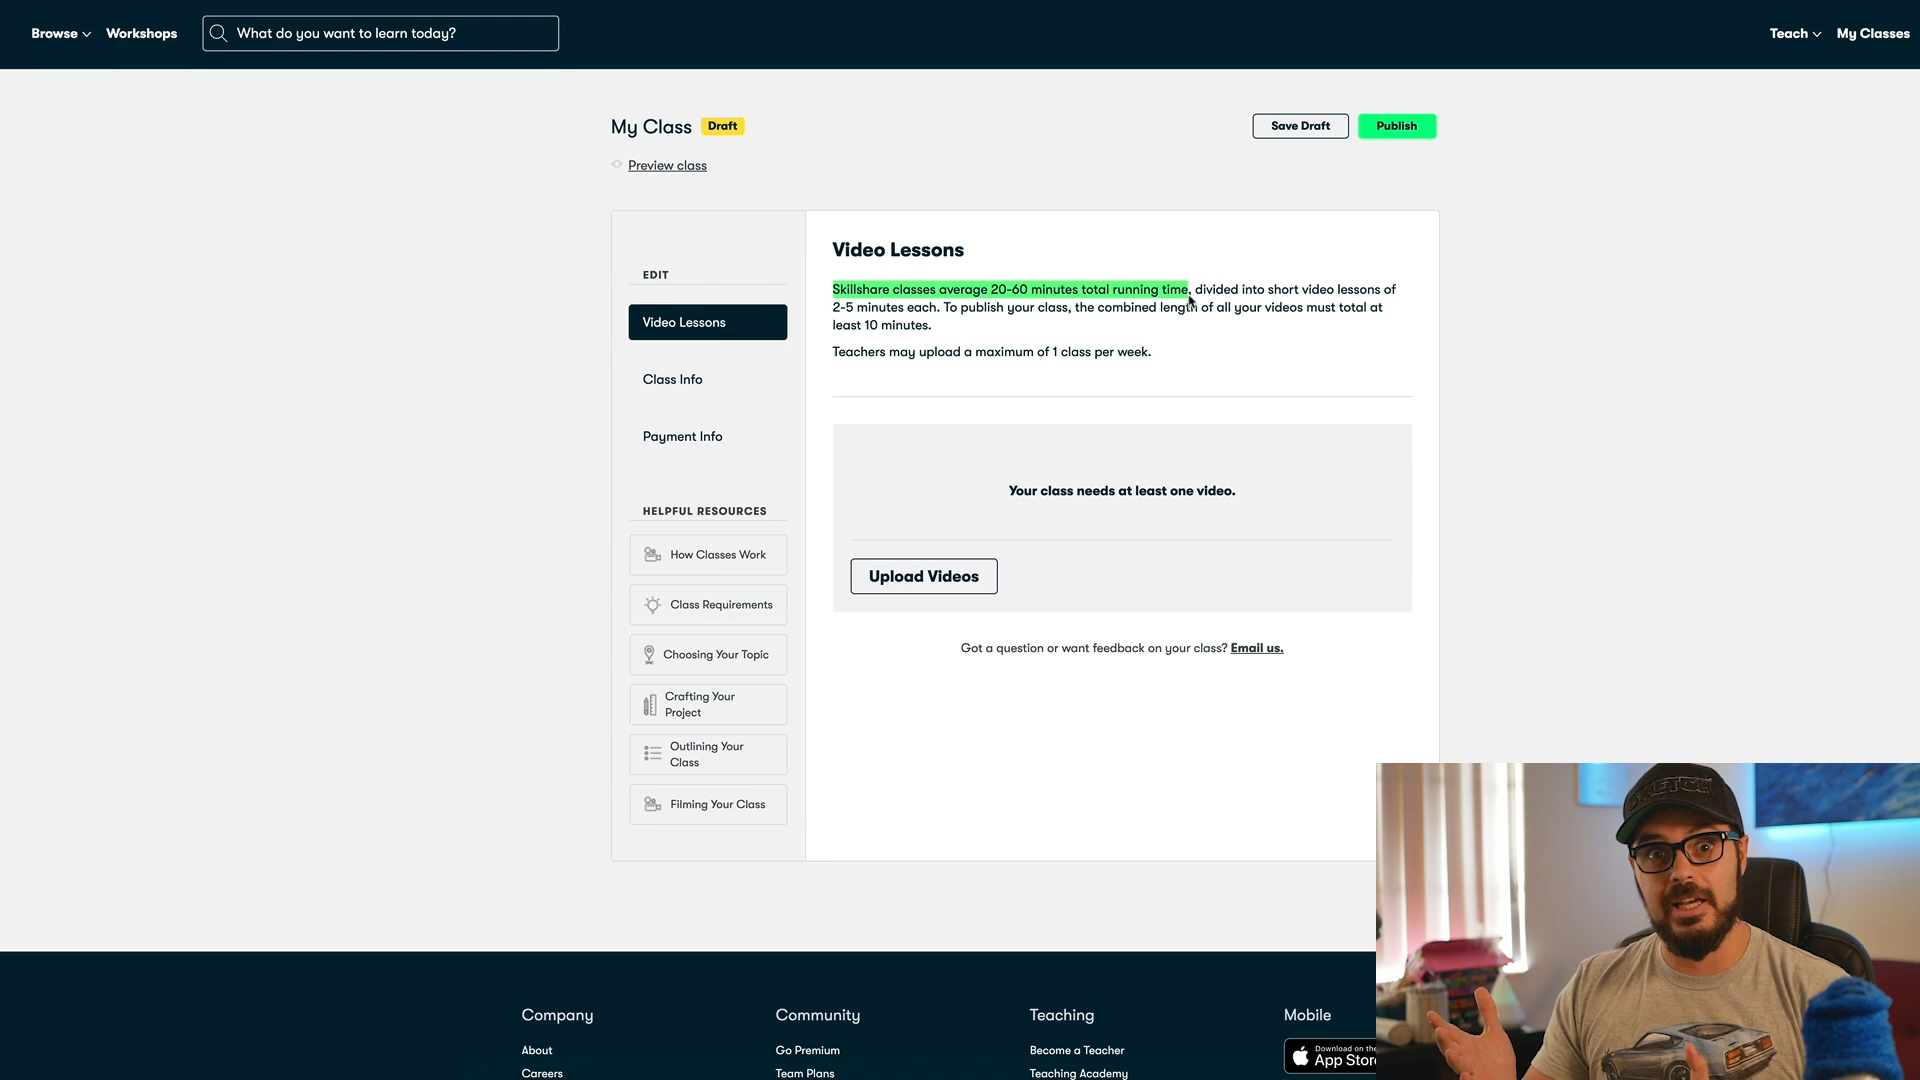 Browse
Workshops
What do you want to learn today?
Teach
My Classes
My Class
Draft
Save Draft
Publish
Preview class
EDIT
Video Lessons
Class Info
Payment Info
HELPFUL RESOURCES
How Classes Work
Class Requirements
Choosing Your Topic
Crafting Your
Project
Outlining Your
Class
Filming Your Class
Video Lessons
Skillshare classes average 20-60 minutes total running time, divided into short video lessons of
2-5 minutes each. To publish your class, the combined length of all your videos must total at
least 10 minutes.
Teachers may upload a maximum of 1 class per week.
Your class needs at least one video.
Upload Videos
Got a question or want feedback on your class? Email us.
Company
About
Careers
Community
Go Premium
Team Plans
Teaching
Become a Teacher
Teaching Academy
Mobile
Download on the
App Store